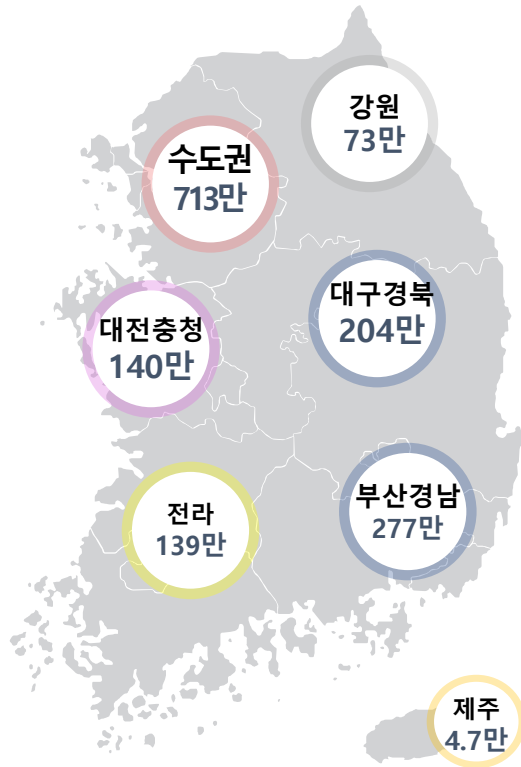 강원
73만
수도권
713만
대구경북
204만
대전충청
140만
부산경남
277만
전라
139만
제주
4.7만